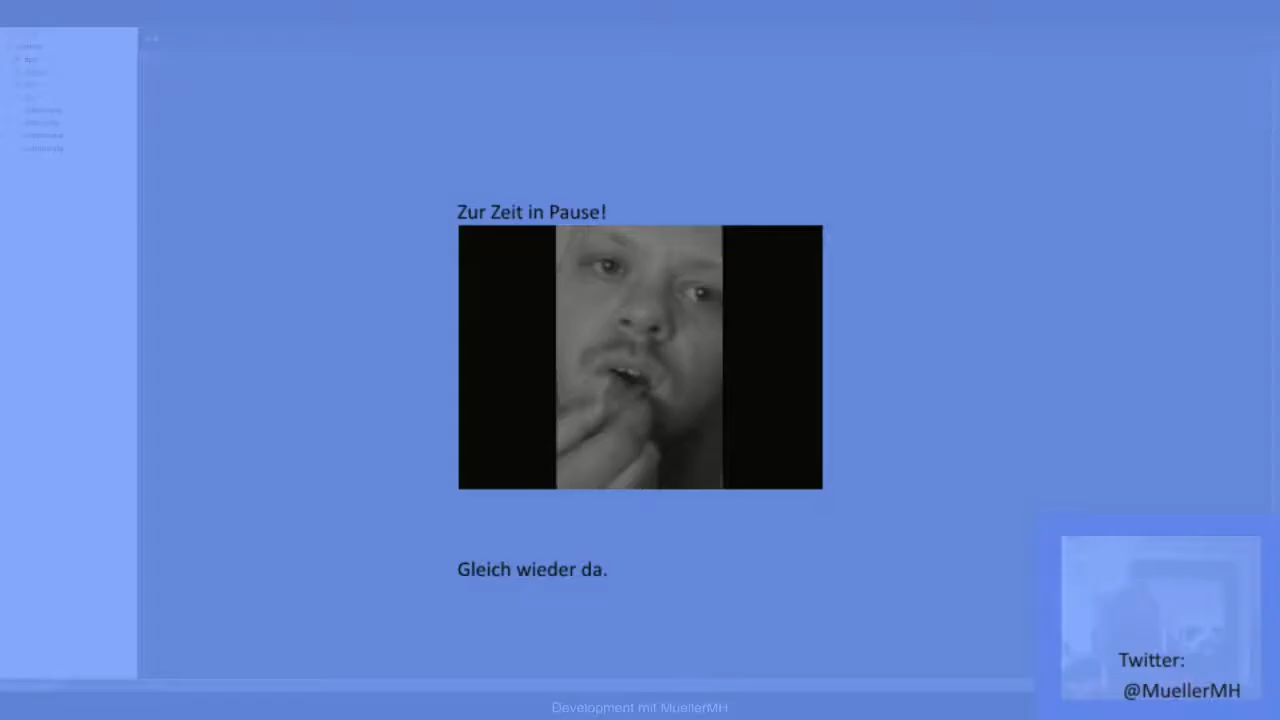 Zur Zeit in Pause!
Gleich wieder da.
Twitter:
@MuellerMH
Development mit MuellerMH